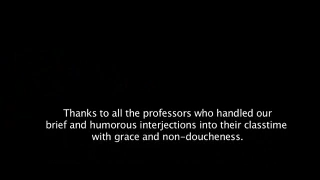 Thanks to all the professors who handled our
brief and humorous interjections into their classtime
with grace and non-doucheness.